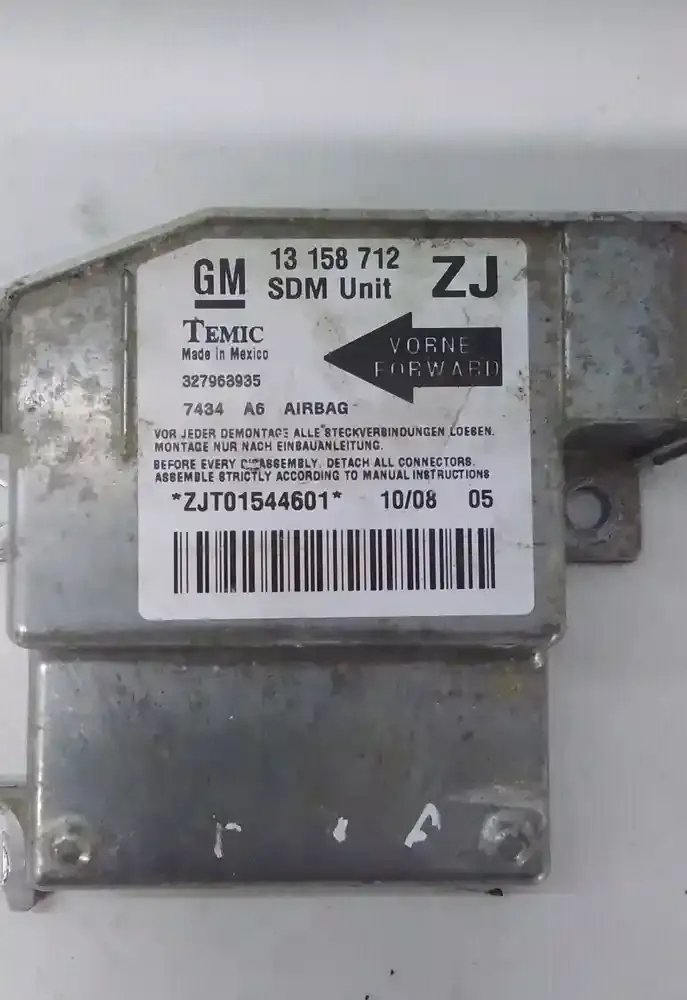 GM 13 158 712 ZJ
SDM Unit
TEMIC
Made in Mexico
VORNE
FORWARD
327963935
7434 A6 AIRBAG
VOR JEDER DEMONTAGE ALLE STECKVERBINDUNGEN LOESEN.
MONTAGE NUR NACH EINBAUANLEITUNG.
BEFORE EVERY DISASSEMBLY. DETACH ALL CONNECTORS.
ASSEMBLE STRICTLY ACCORDING TO MANUAL INSTRUCTIONS
*ZJT01544601* 10/08 05